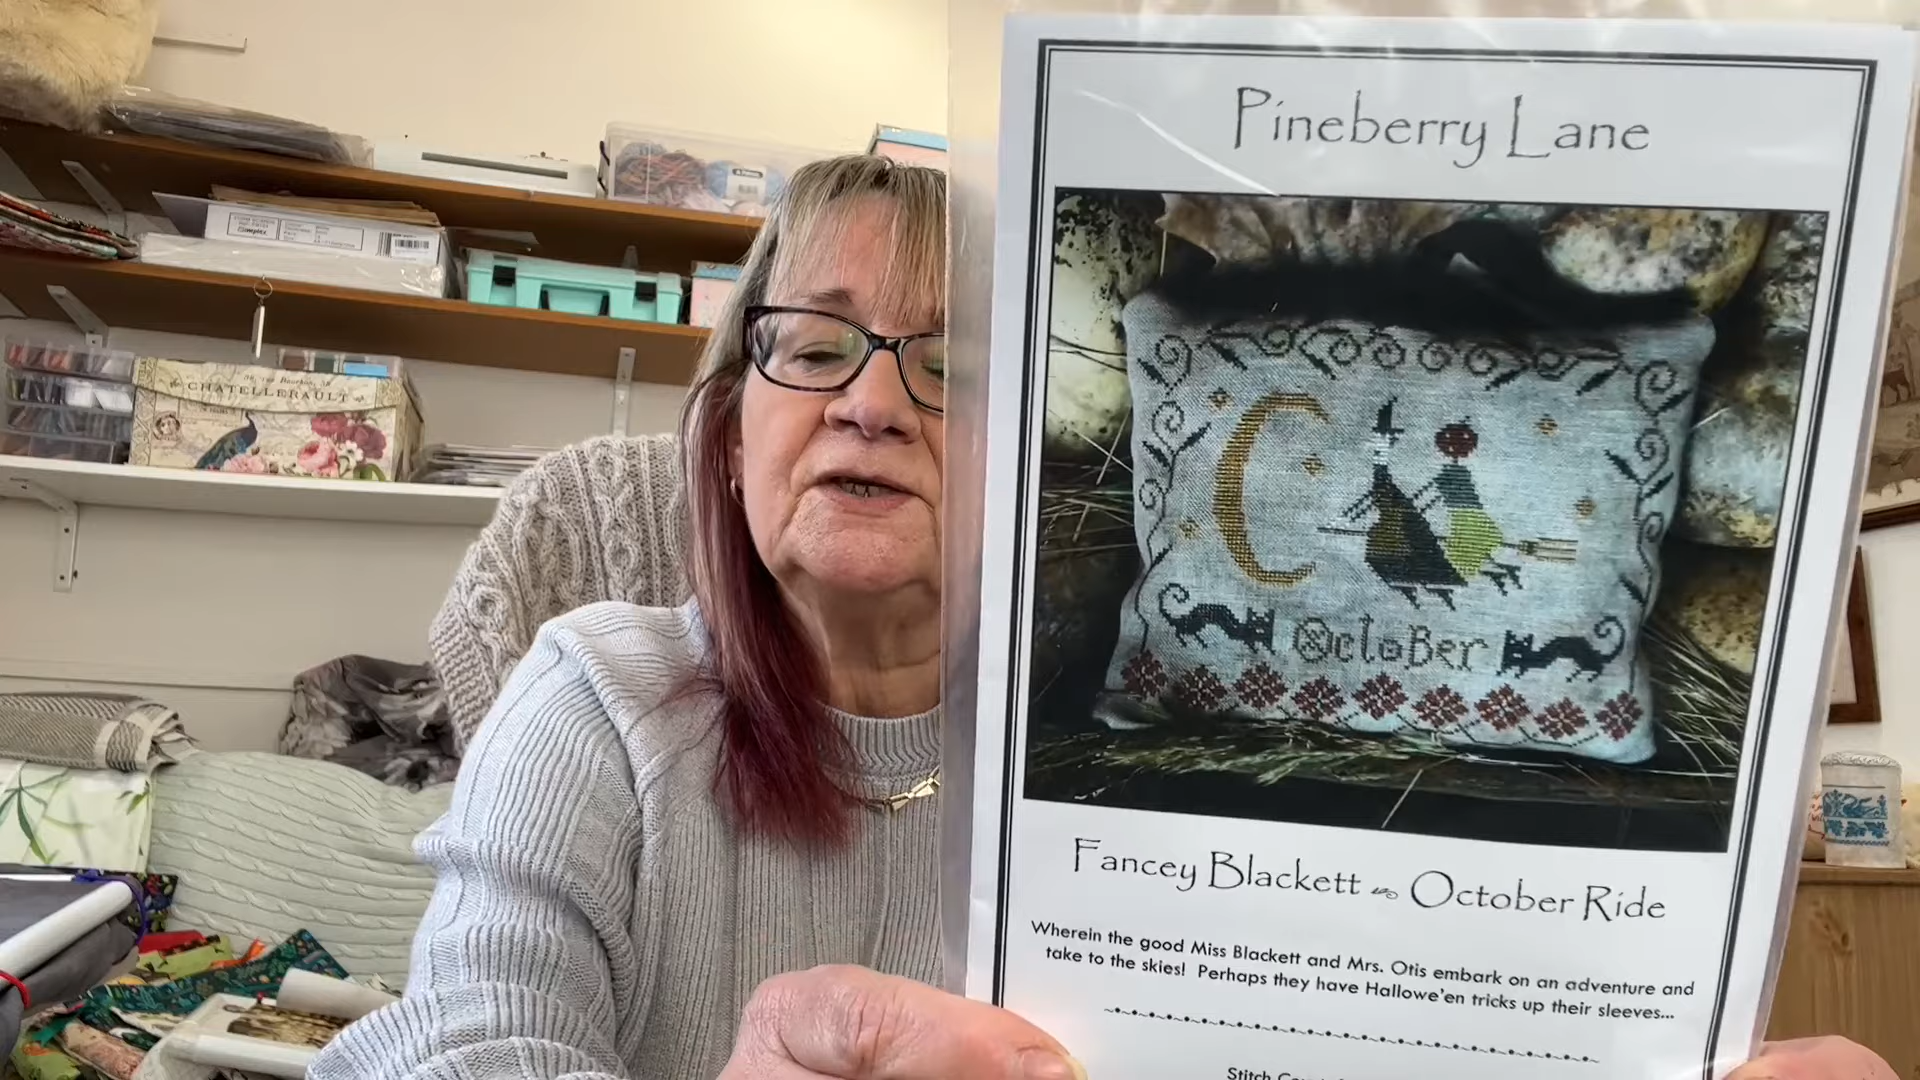 Pineberry Lane
October
Fancey Blackett ~ October Ride
Wherein the good Miss Blackett and Mrs. Otis embark on an adventure and
take to the skies! Perhaps they have Hallowe'en tricks up their sleeves...
Stitch
CHATELLERAULT